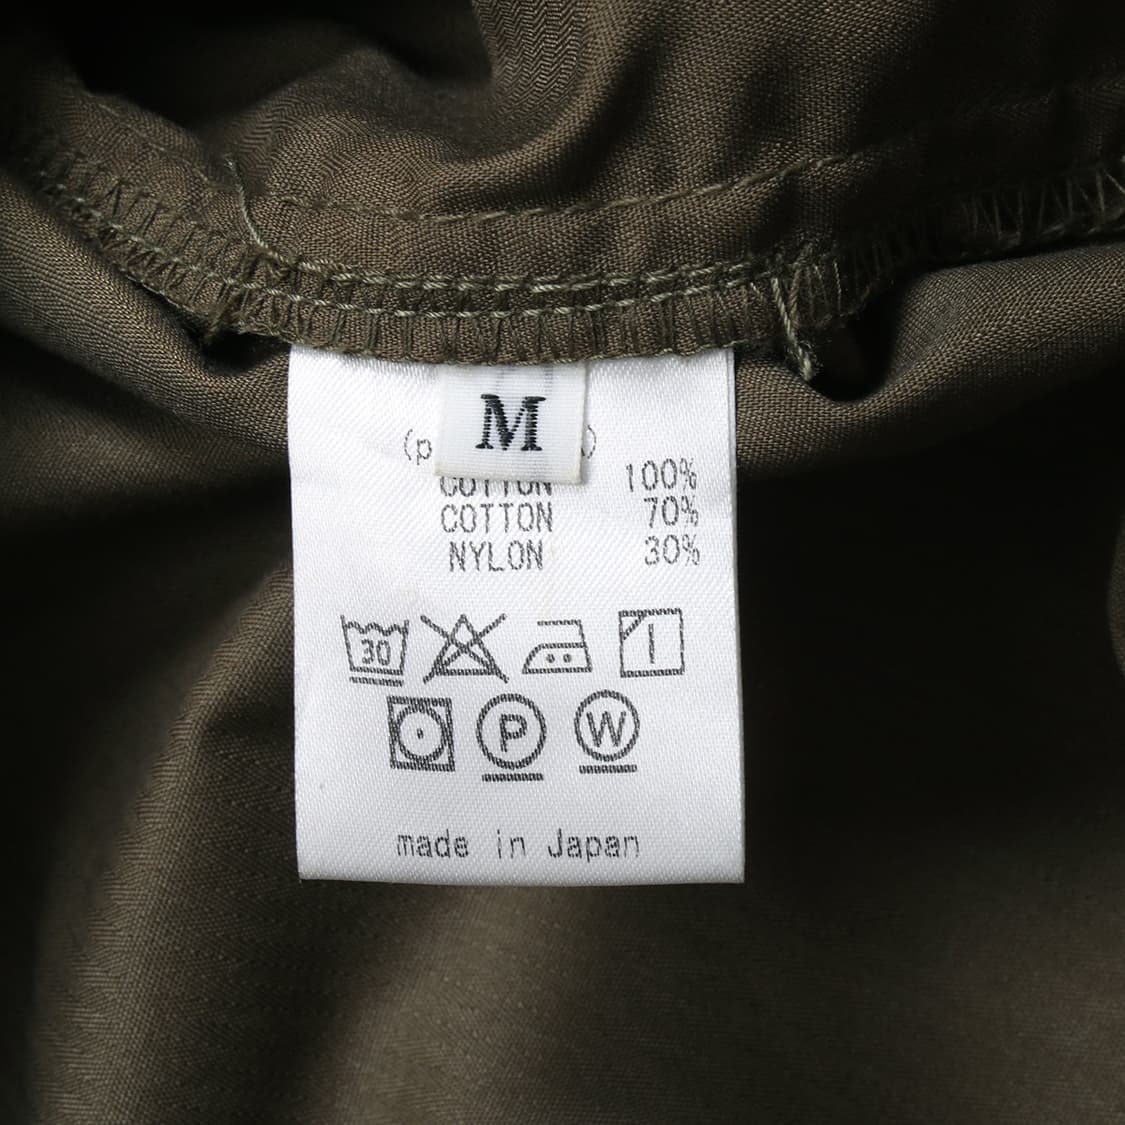 M
COTTON 100%
COTTON 70%
NYLON 30%
30
P
W
made in Japan